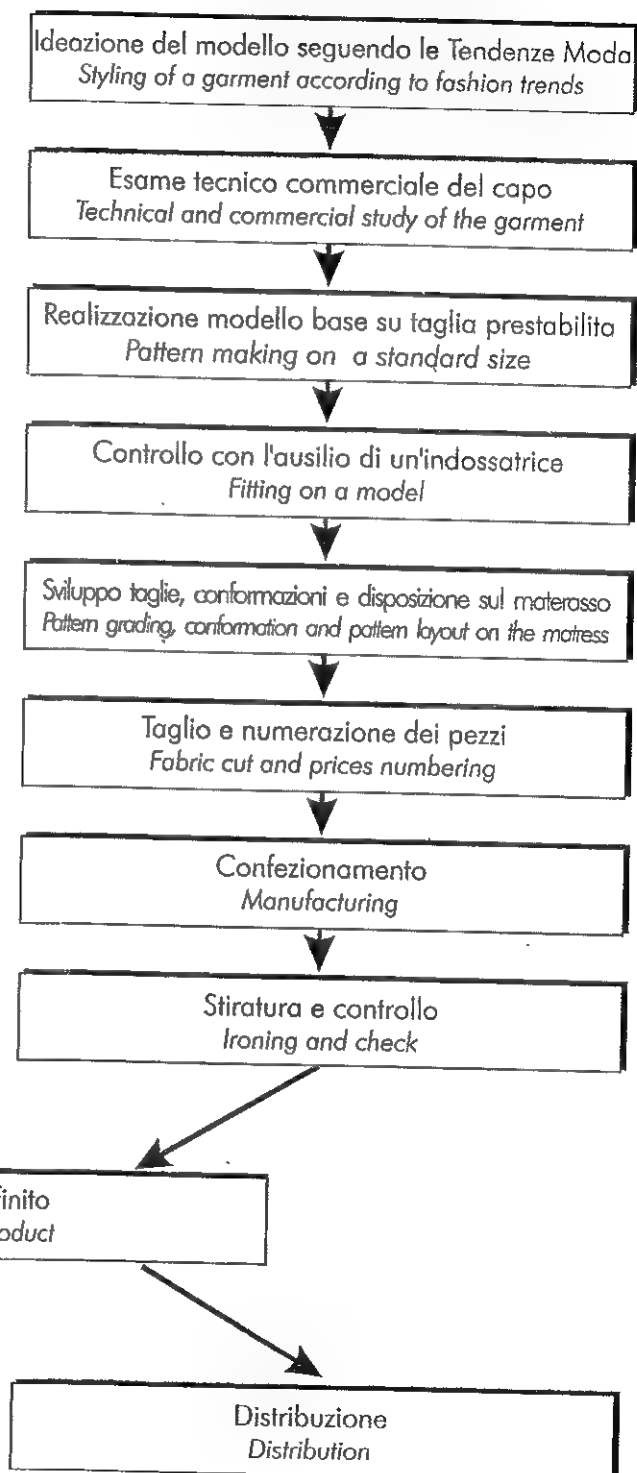 Ideazione del modello seguendo le Tendenze Moda
Styling of a garment according to fashion trends
Esame tecnico commerciale del capo
Technical and commercial study of the garment
Realizzazione modello base su taglia prestabilita
Pattern making on a standard size
Controllo con l'ausilio di un'indossatrice
Fitting on a model
Sviluppo taglie, conformazioni e disposizione sul materasso
Pattern grading, conformation and pattern layout on the matress
Taglio e numerazione dei pezzi
Fabric cut and prices numbering
Confezionamento
Manufacturing
Stiratura e controllo
Ironing and check
finito
oduct
Distribuzione
Distribution